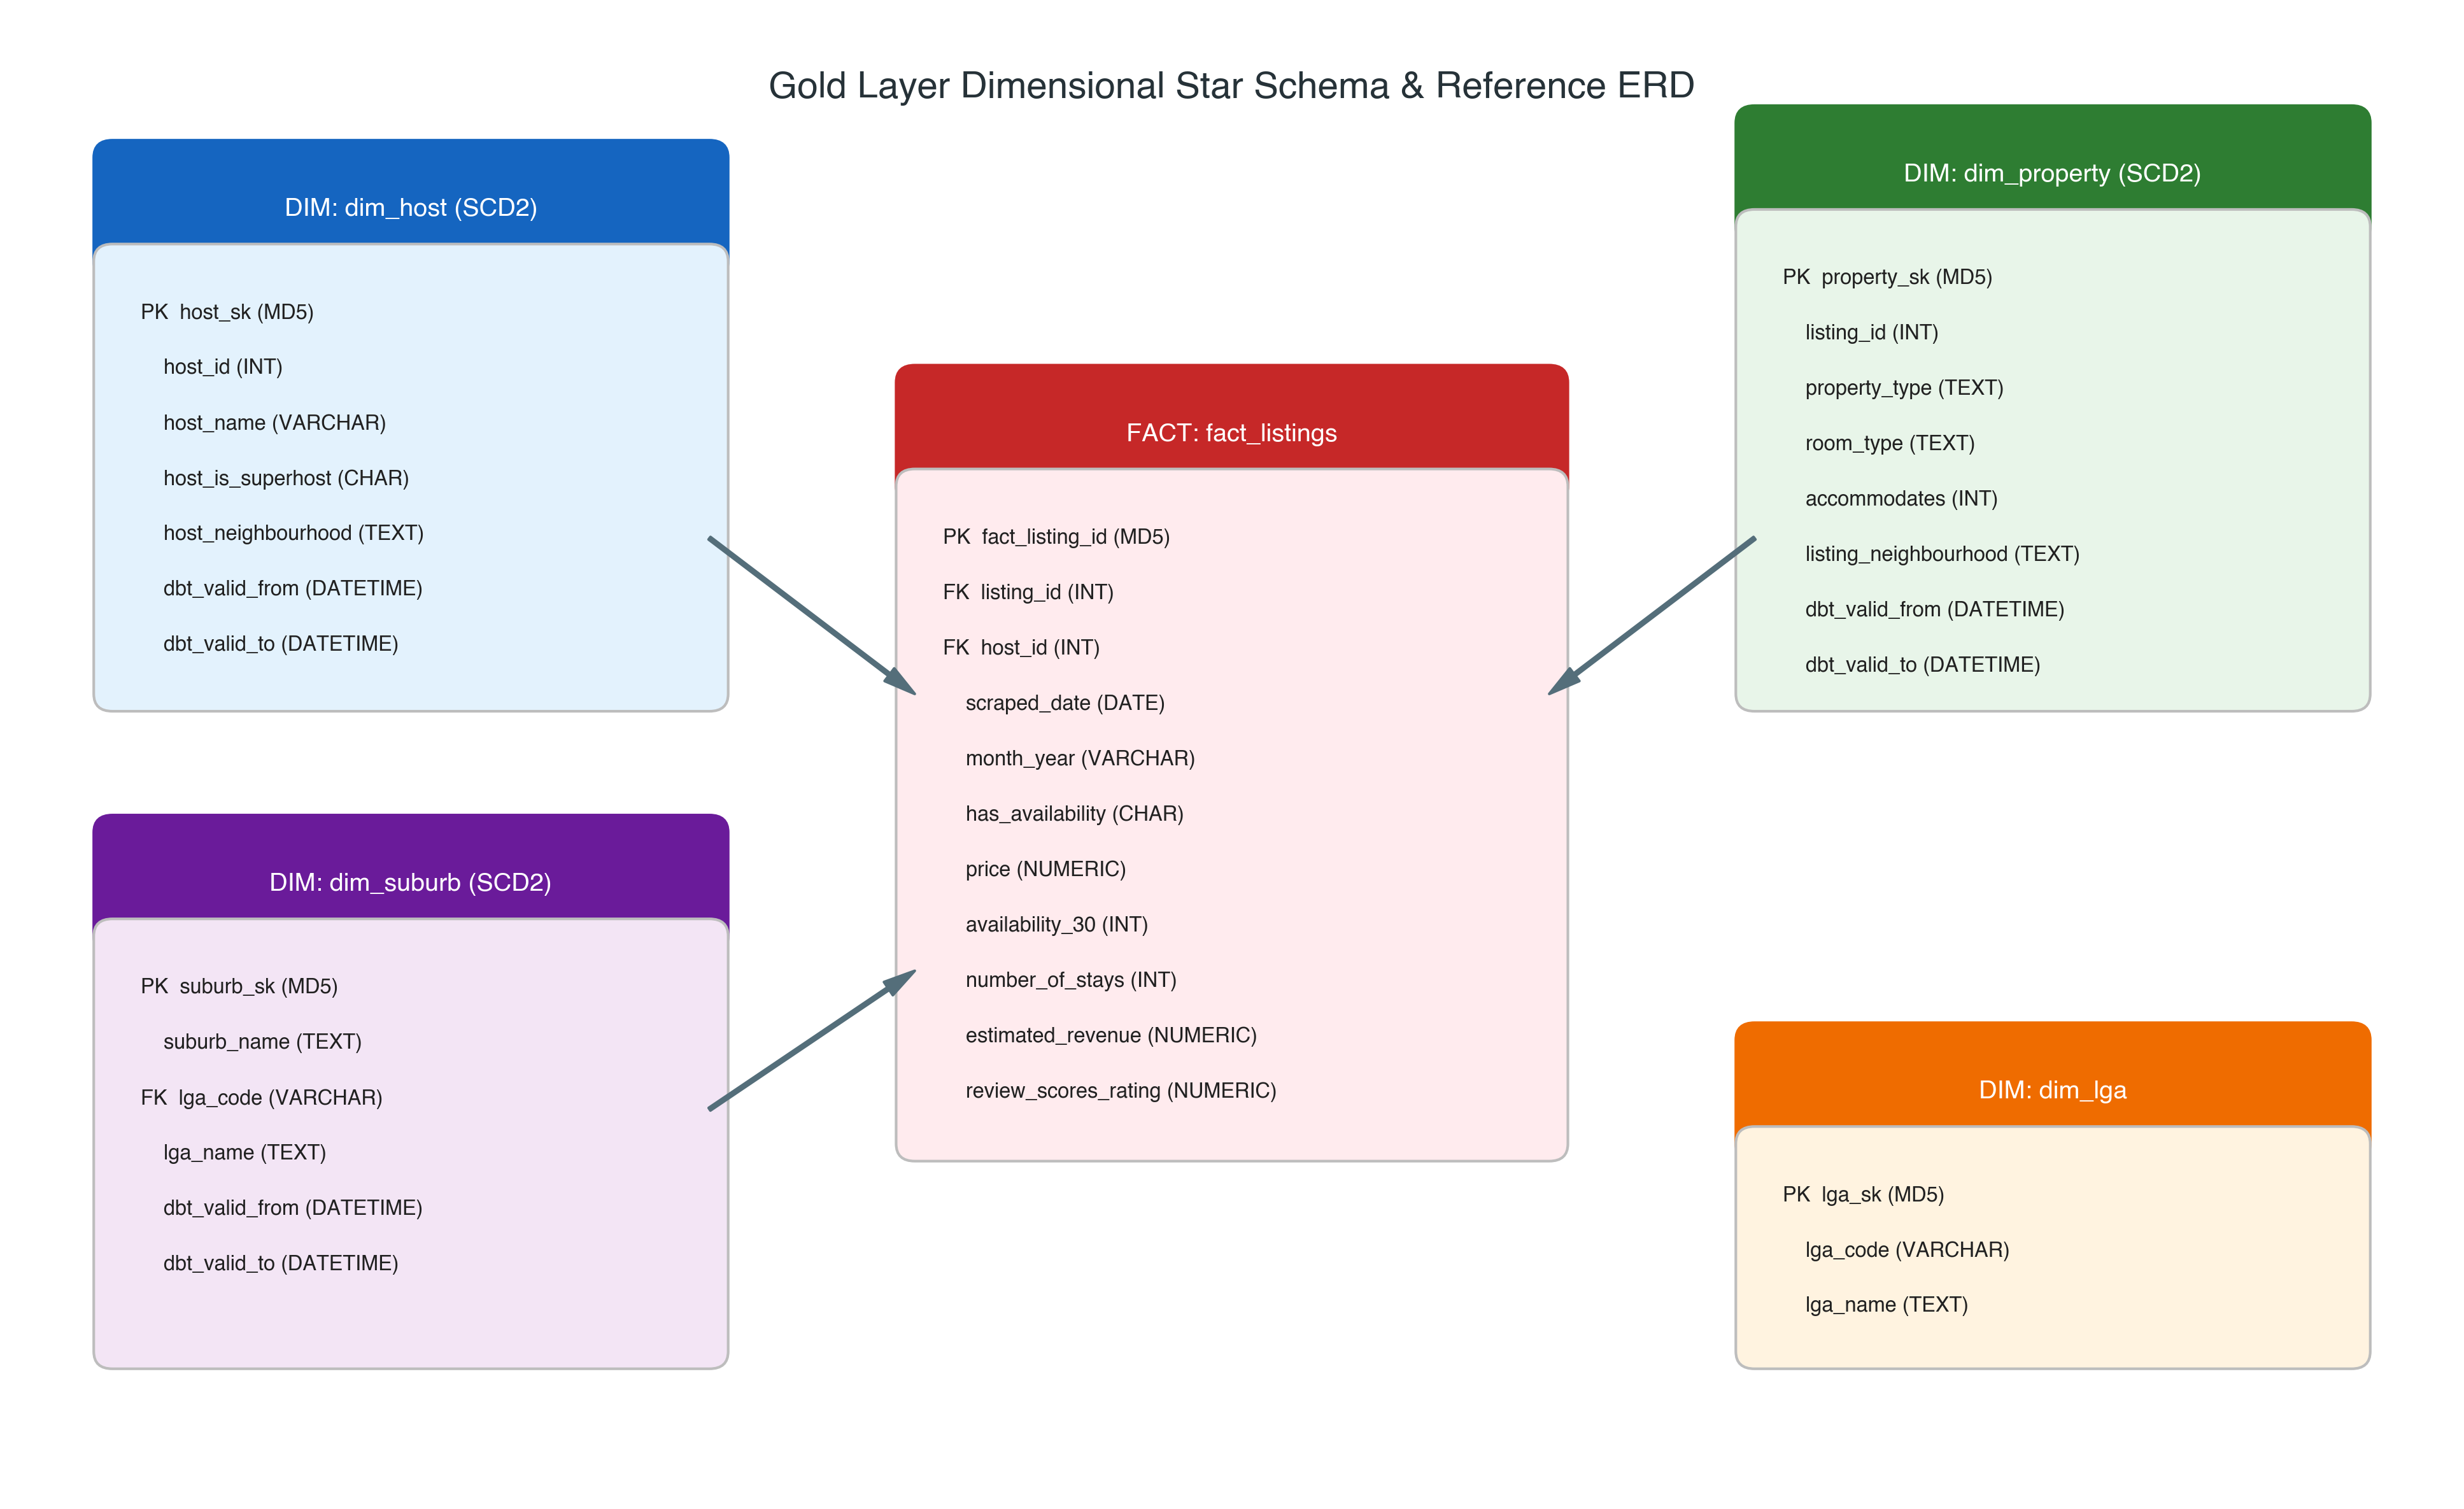 Gold Layer Dimensional Star Schema & Reference ERD
DIM: dim_host (SCD2)
PK host_sk (MD5)
host_id (INT)
host_name (VARCHAR)
host_is_superhost (CHAR)
host_neighbourhood (TEXT)
dbt_valid_from (DATETIME)
dbt_valid_to (DATETIME)
DIM: dim_property (SCD2)
PK property_sk (MD5)
listing_id (INT)
property_type (TEXT)
room_type (TEXT)
accommodates (INT)
listing_neighbourhood (TEXT)
dbt_valid_from (DATETIME)
dbt_valid_to (DATETIME)
FACT: fact_listings
PK fact_listing_id (MD5)
FK listing_id (INT)
FK host_id (INT)
scraped_date (DATE)
month_year (VARCHAR)
has_availability (CHAR)
price (NUMERIC)
availability_30 (INT)
number_of_stays (INT)
estimated_revenue (NUMERIC)
review_scores_rating (NUMERIC)
DIM: dim_suburb (SCD2)
PK suburb_sk (MD5)
suburb_name (TEXT)
FK lga_code (VARCHAR)
lga_name (TEXT)
dbt_valid_from (DATETIME)
dbt_valid_to (DATETIME)
DIM: dim_lga
PK lga_sk (MD5)
lga_code (VARCHAR)
lga_name (TEXT)